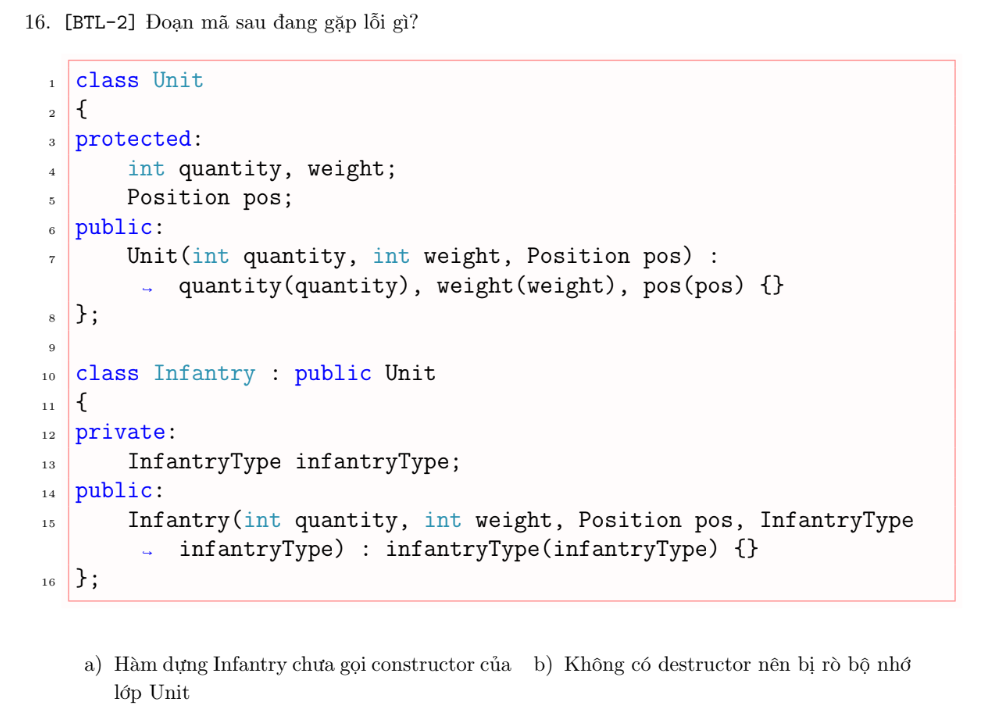 16. [BTL-2] Đoạn mã sau đang gặp lỗi gì?
1 class Unit
2 {
3 protected:
4     int quantity, weight;
5     Position pos;
6 public:
7     Unit(int quantity, int weight, Position pos) :
↪ quantity(quantity), weight(weight), pos(pos) {}
8 };
9
10 class Infantry : public Unit
11 {
12 private:
13     InfantryType infantryType;
14 public:
15     Infantry(int quantity, int weight, Position pos, InfantryType
↪ infantryType) : infantryType(infantryType) {}
16 };
a) Hàm dựng Infantry chưa gọi constructor của
lớp Unit
b) Không có destructor nên bị rò bộ nhớ